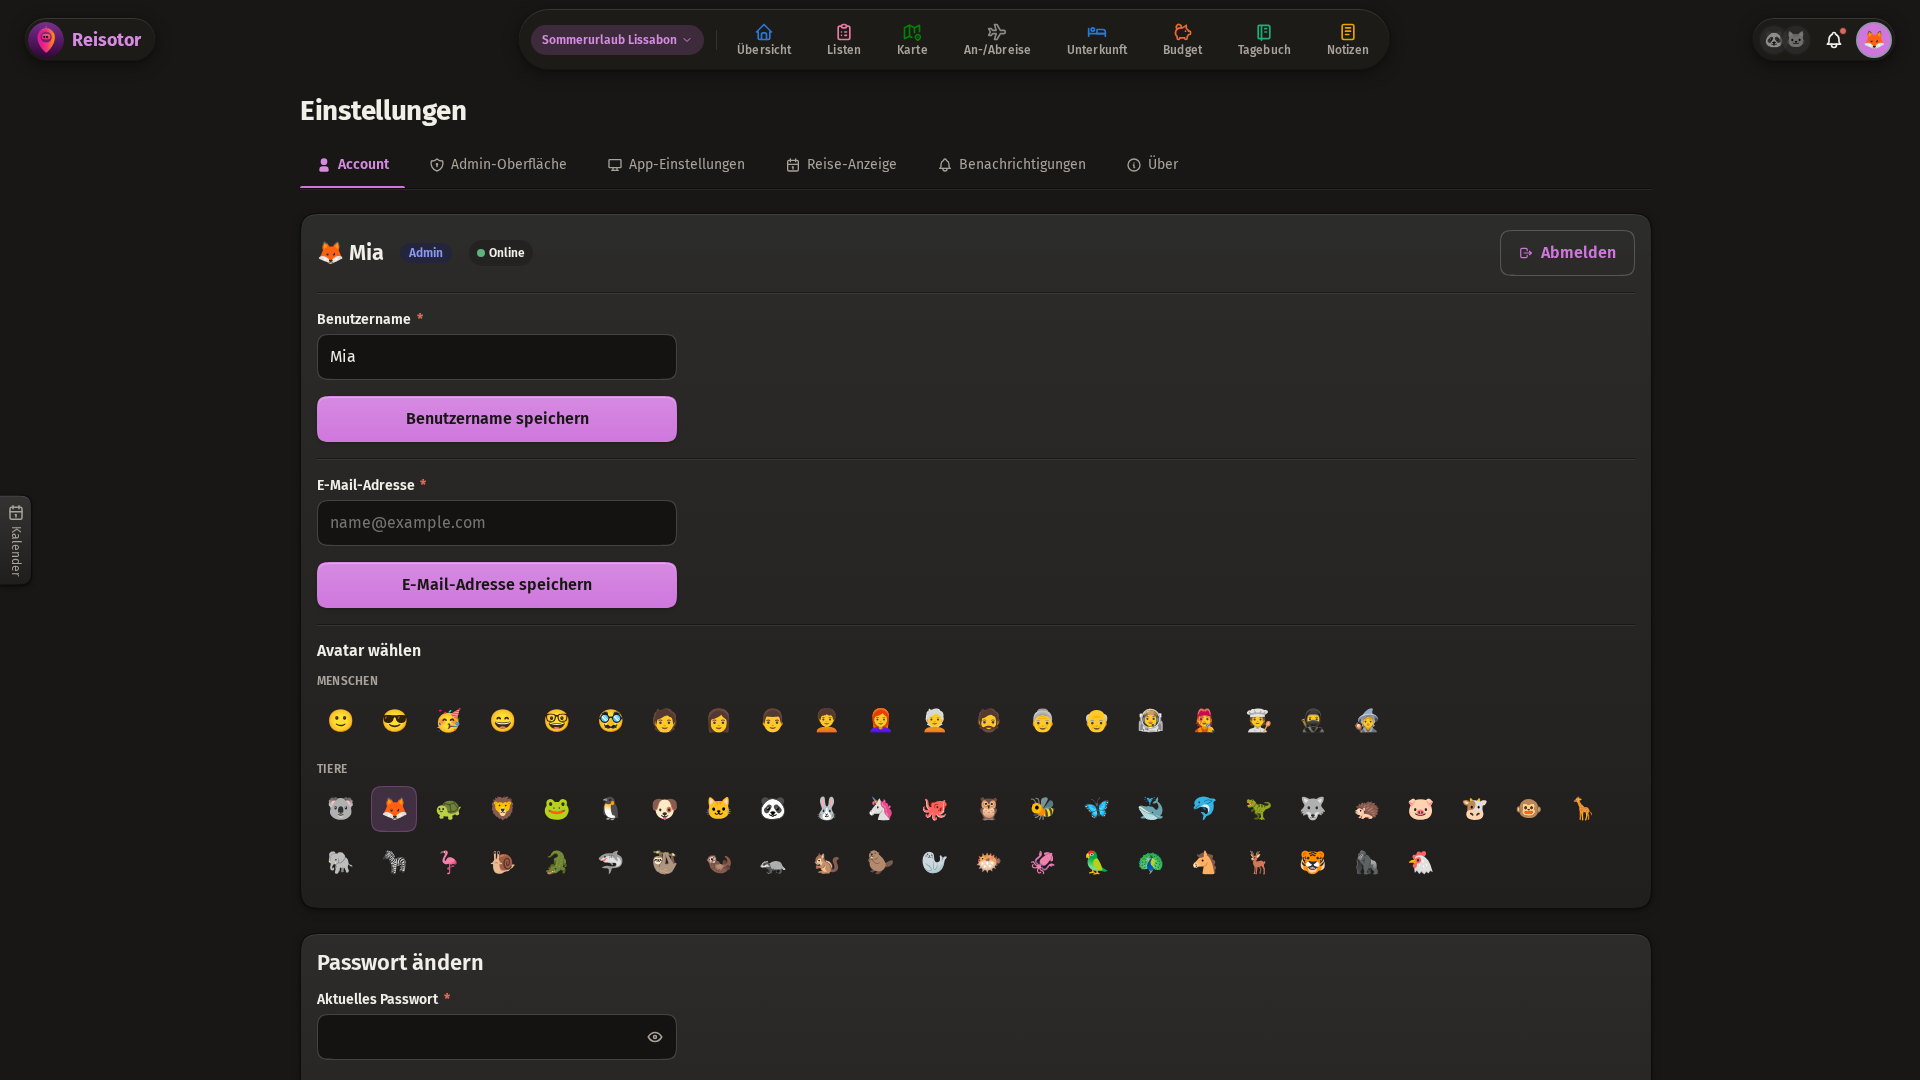 Reisotor
Sommerurlaub Lissabon
Übersicht
Listen
Karte
An-/Abreise
Unterkunft
Budget
Tagebuch
Notizen
Einstellungen
Account
Admin-Oberfläche
App-Einstellungen
Reise-Anzeige
Benachrichtigungen
Über
Mia
Admin
Online
Abmelden
Benutzername *
Mia
Benutzername speichern
E-Mail-Adresse *
name@example.com
E-Mail-Adresse speichern
Kalender
Avatar wählen
MENSCHEN
TIERE
Passwort ändern
Aktuelles Passwort *